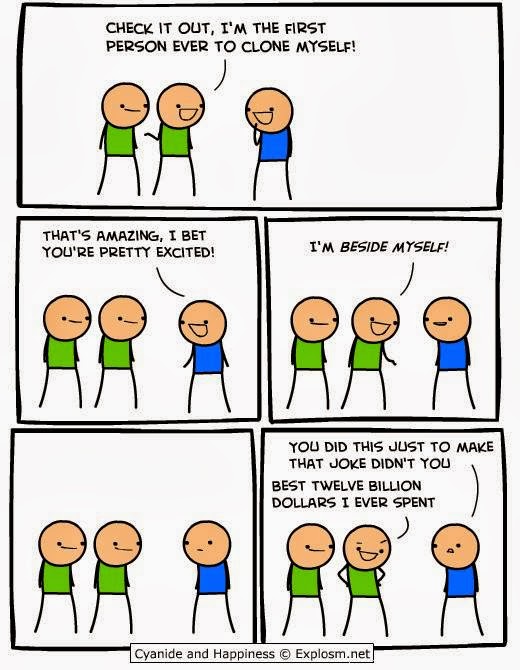 CHECK IT OUT, I'M THE FIRST
PERSON EVER TO CLONE MYSELF!
THAT'S AMAZING, I BET
YOU'RE PRETTY EXCITED!
I'M BESIDE MYSELF!
YOU DID THIS JUST TO MAKE
THAT JOKE DIDN'T YOU
BEST TWELVE BILLION
DOLLARS I EVER SPENT
Cyanide and Happiness © Explosm.net